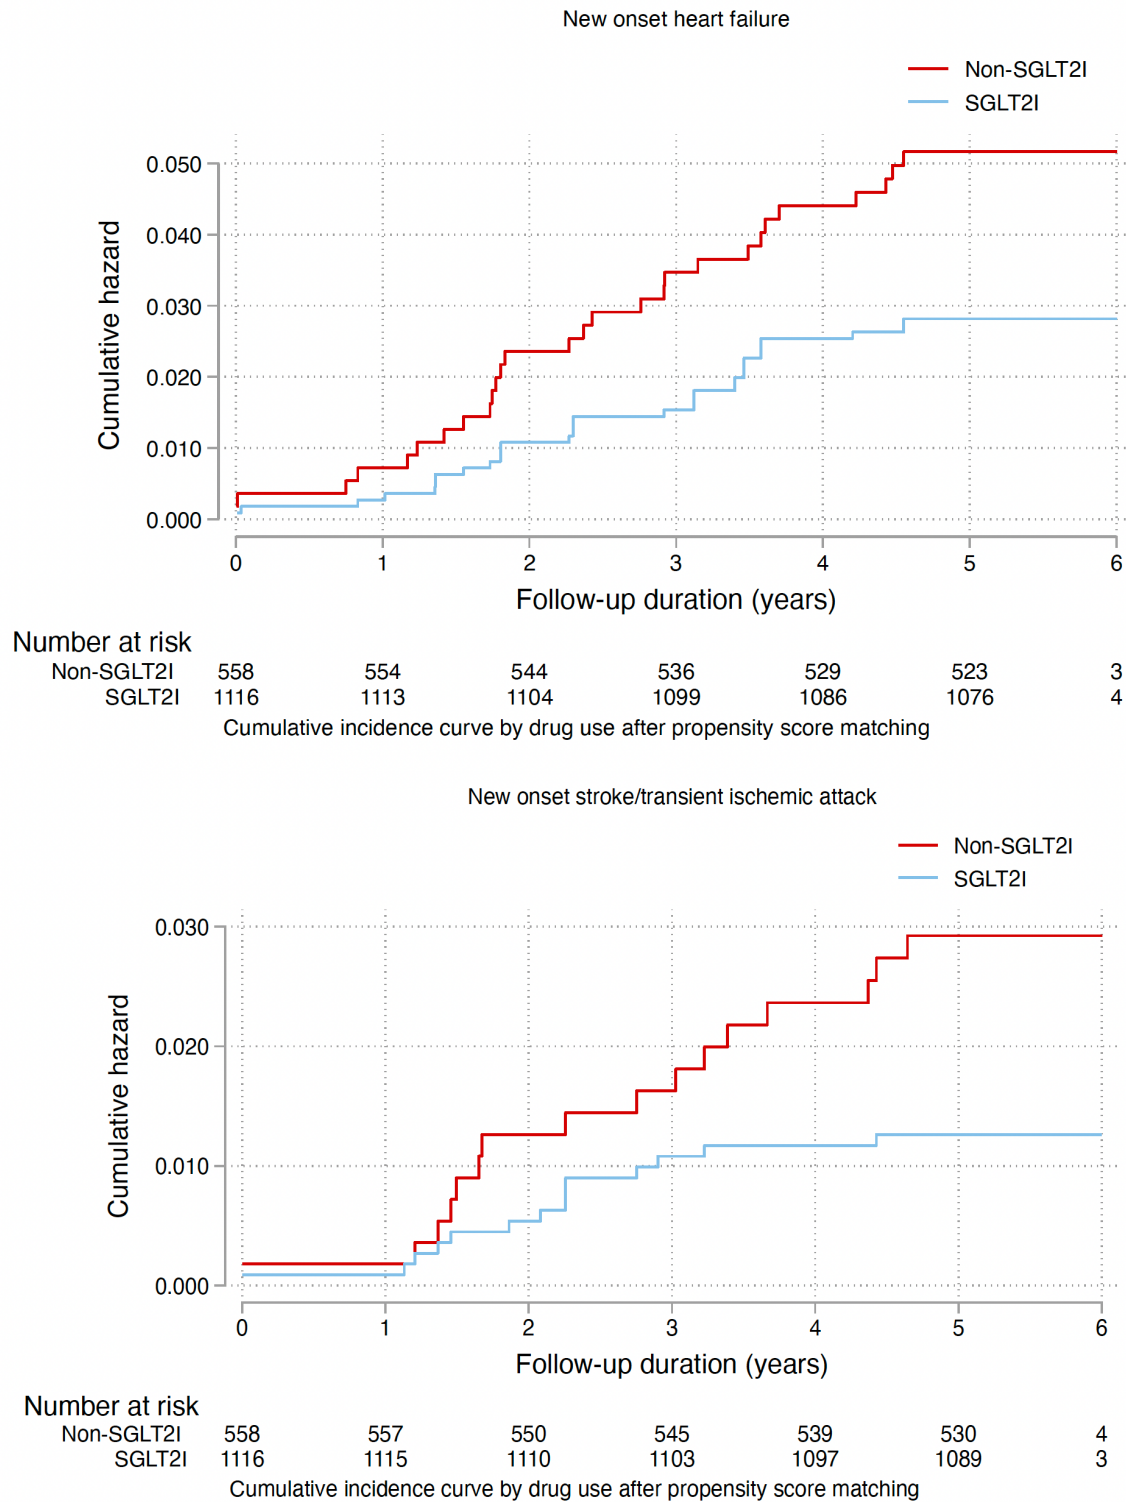 New onset heart failure
Non-SGLT2I
SGLT2I
Cumulative hazard
0.050
0.040
0.030
0.020
0.010
0.000
0 1 2 3 4 5 6
Follow-up duration (years)
Number at risk
Non-SGLT2I 558 554 544 536 529 523 3
SGLT2I 1116 1113 1104 1099 1086 1076 4
Cumulative incidence curve by drug use after propensity score matching
New onset stroke/transient ischemic attack
Non-SGLT2I
SGLT2I
Cumulative hazard
0.030
0.020
0.010
0.000
0 1 2 3 4 5 6
Follow-up duration (years)
Number at risk
Non-SGLT2I 558 557 550 545 539 530 4
SGLT2I 1116 1115 1110 1103 1097 1089 3
Cumulative incidence curve by drug use after propensity score matching